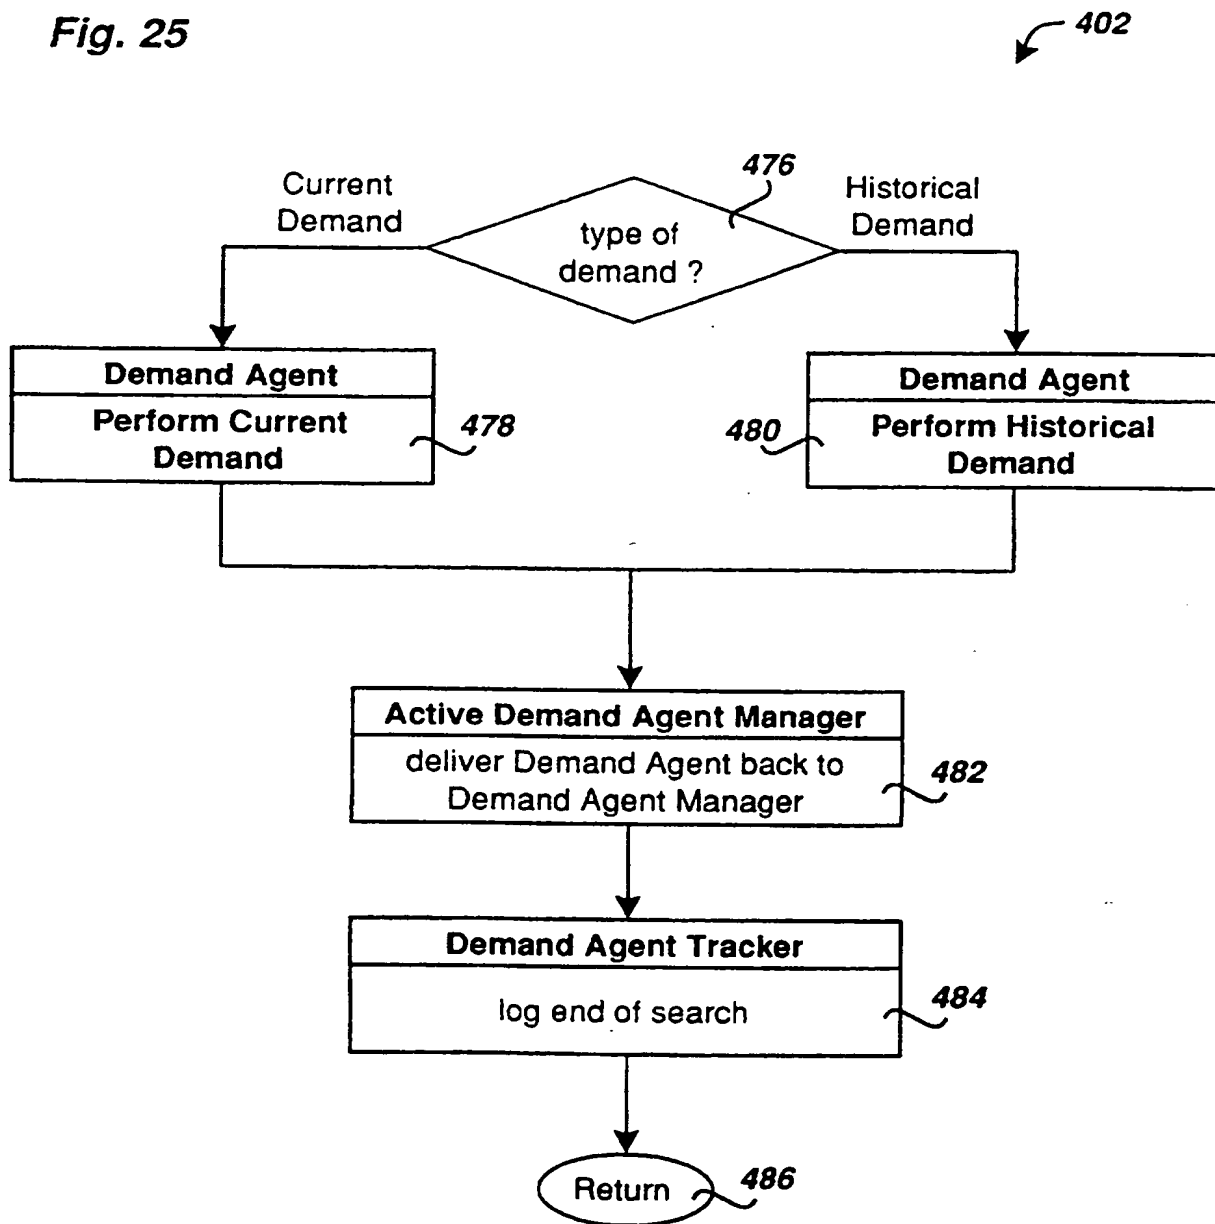 Fig. 25
402
476
Current
Demand
Historical
Demand
type of
demand ?
Demand Agent
Perform Current
Demand
478
Demand Agent
Perform Historical
Demand
480
Active Demand Agent Manager
deliver Demand Agent back to
Demand Agent Manager
482
Demand Agent Tracker
log end of search
484
Return
486